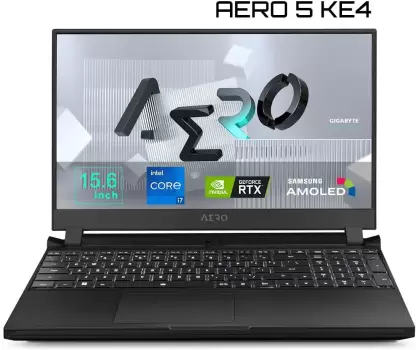 AERO 5 KE4
AERO
GIGABYTE
15.6
inch
intel
CORE
i7
NVIDIA
GEFORCE
RTX
SAMSUNG
AMOLED
AERO